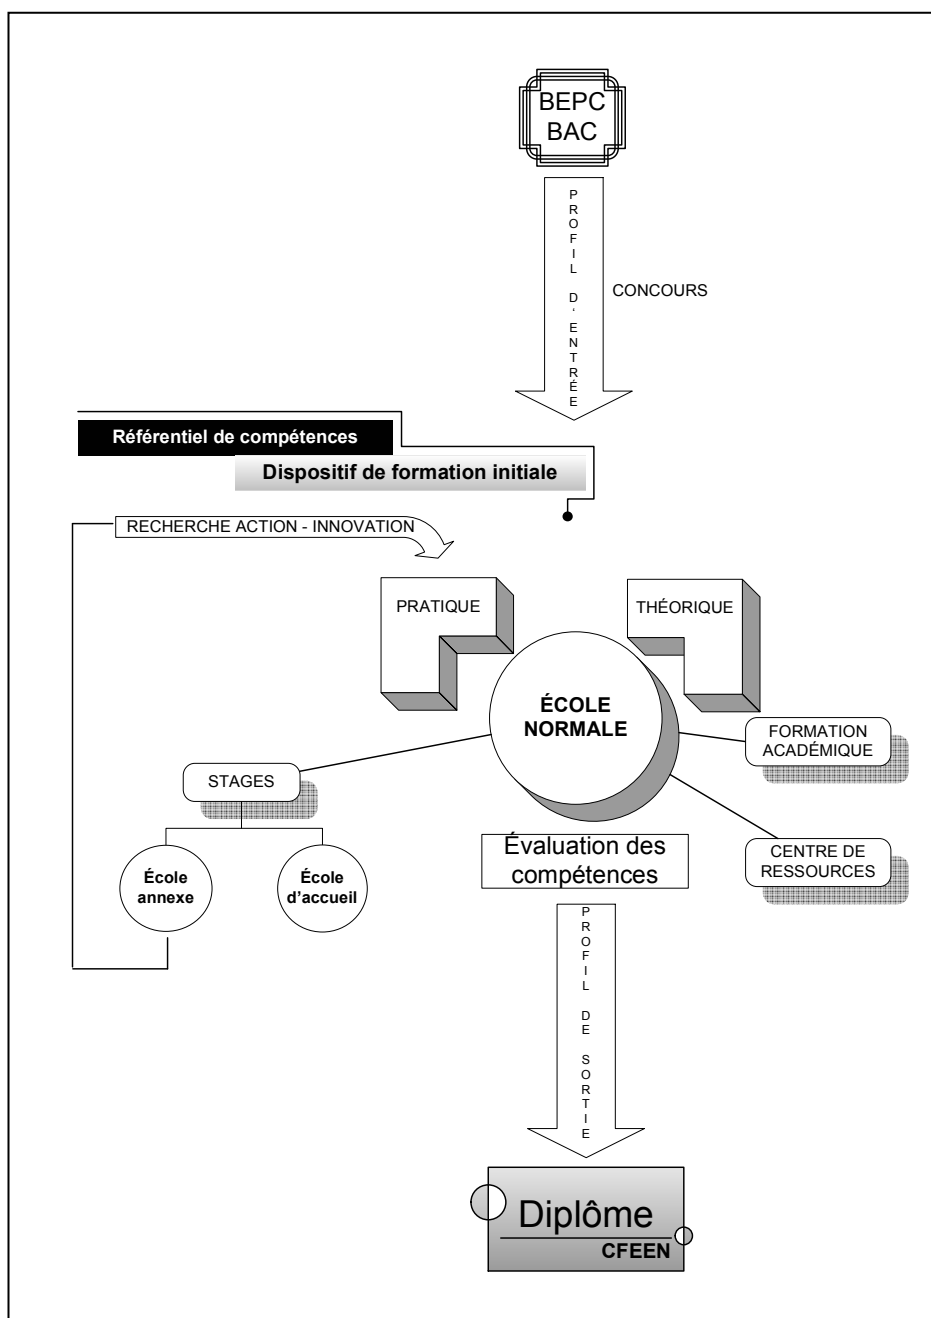 BEPC
BAC
PROFIL D‘ENTRÉE
CONCOURS
Référentiel de compétences
Dispositif de formation initiale
RECHERCHE ACTION - INNOVATION
PRATIQUE
THÉORIQUE
ÉCOLE
NORMALE
FORMATION
ACADÉMIQUE
STAGES
CENTRE DE
RESSOURCES
École
annexe
École
d’accueil
Évaluation des
compétences
PROFIL DE SORTIE
Diplôme
CFEEN